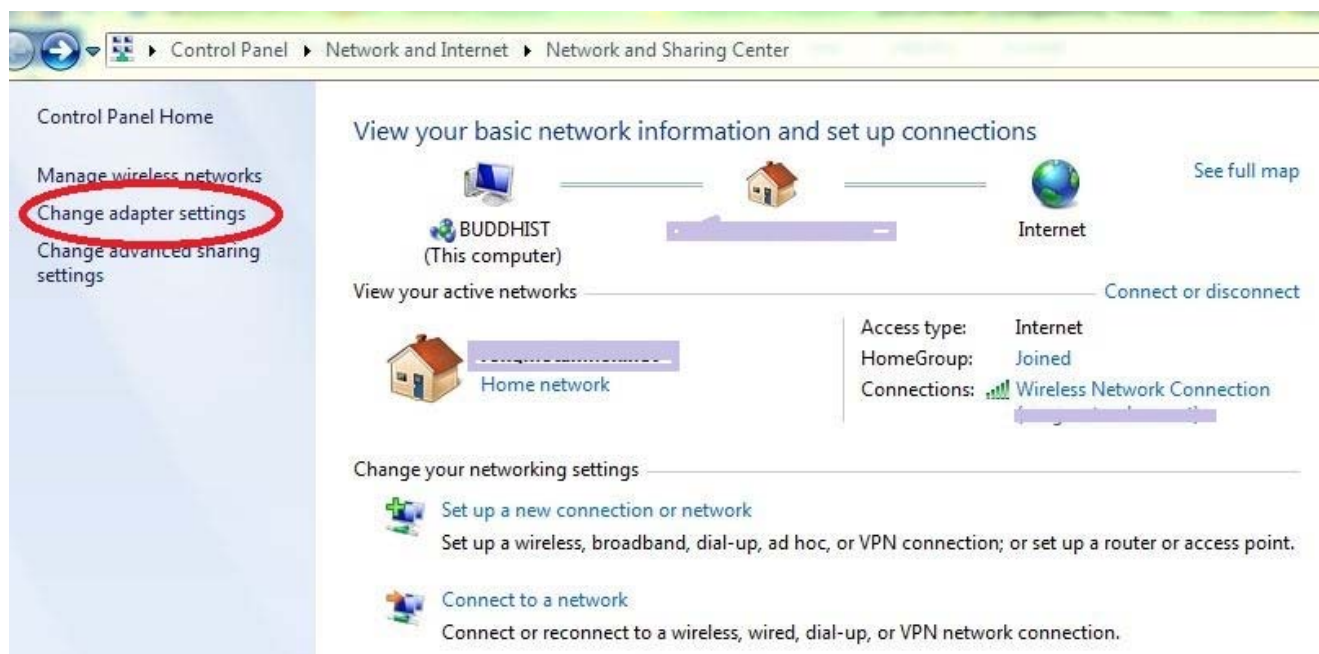 Control Panel ▸ Network and Internet ▸ Network and Sharing Center
Control Panel Home
Manage wireless networks
Change adapter settings
Change advanced sharing
settings
View your basic network information and set up connections
See full map
BUDDHIST
(This computer)
Internet
View your active networks
Connect or disconnect
Home network
Access type: Internet
HomeGroup: Joined
Connections: Wireless Network Connection
Change your networking settings
Set up a new connection or network
Set up a wireless, broadband, dial-up, ad hoc, or VPN connection; or set up a router or access point.
Connect to a network
Connect or reconnect to a wireless, wired, dial-up, or VPN network connection.